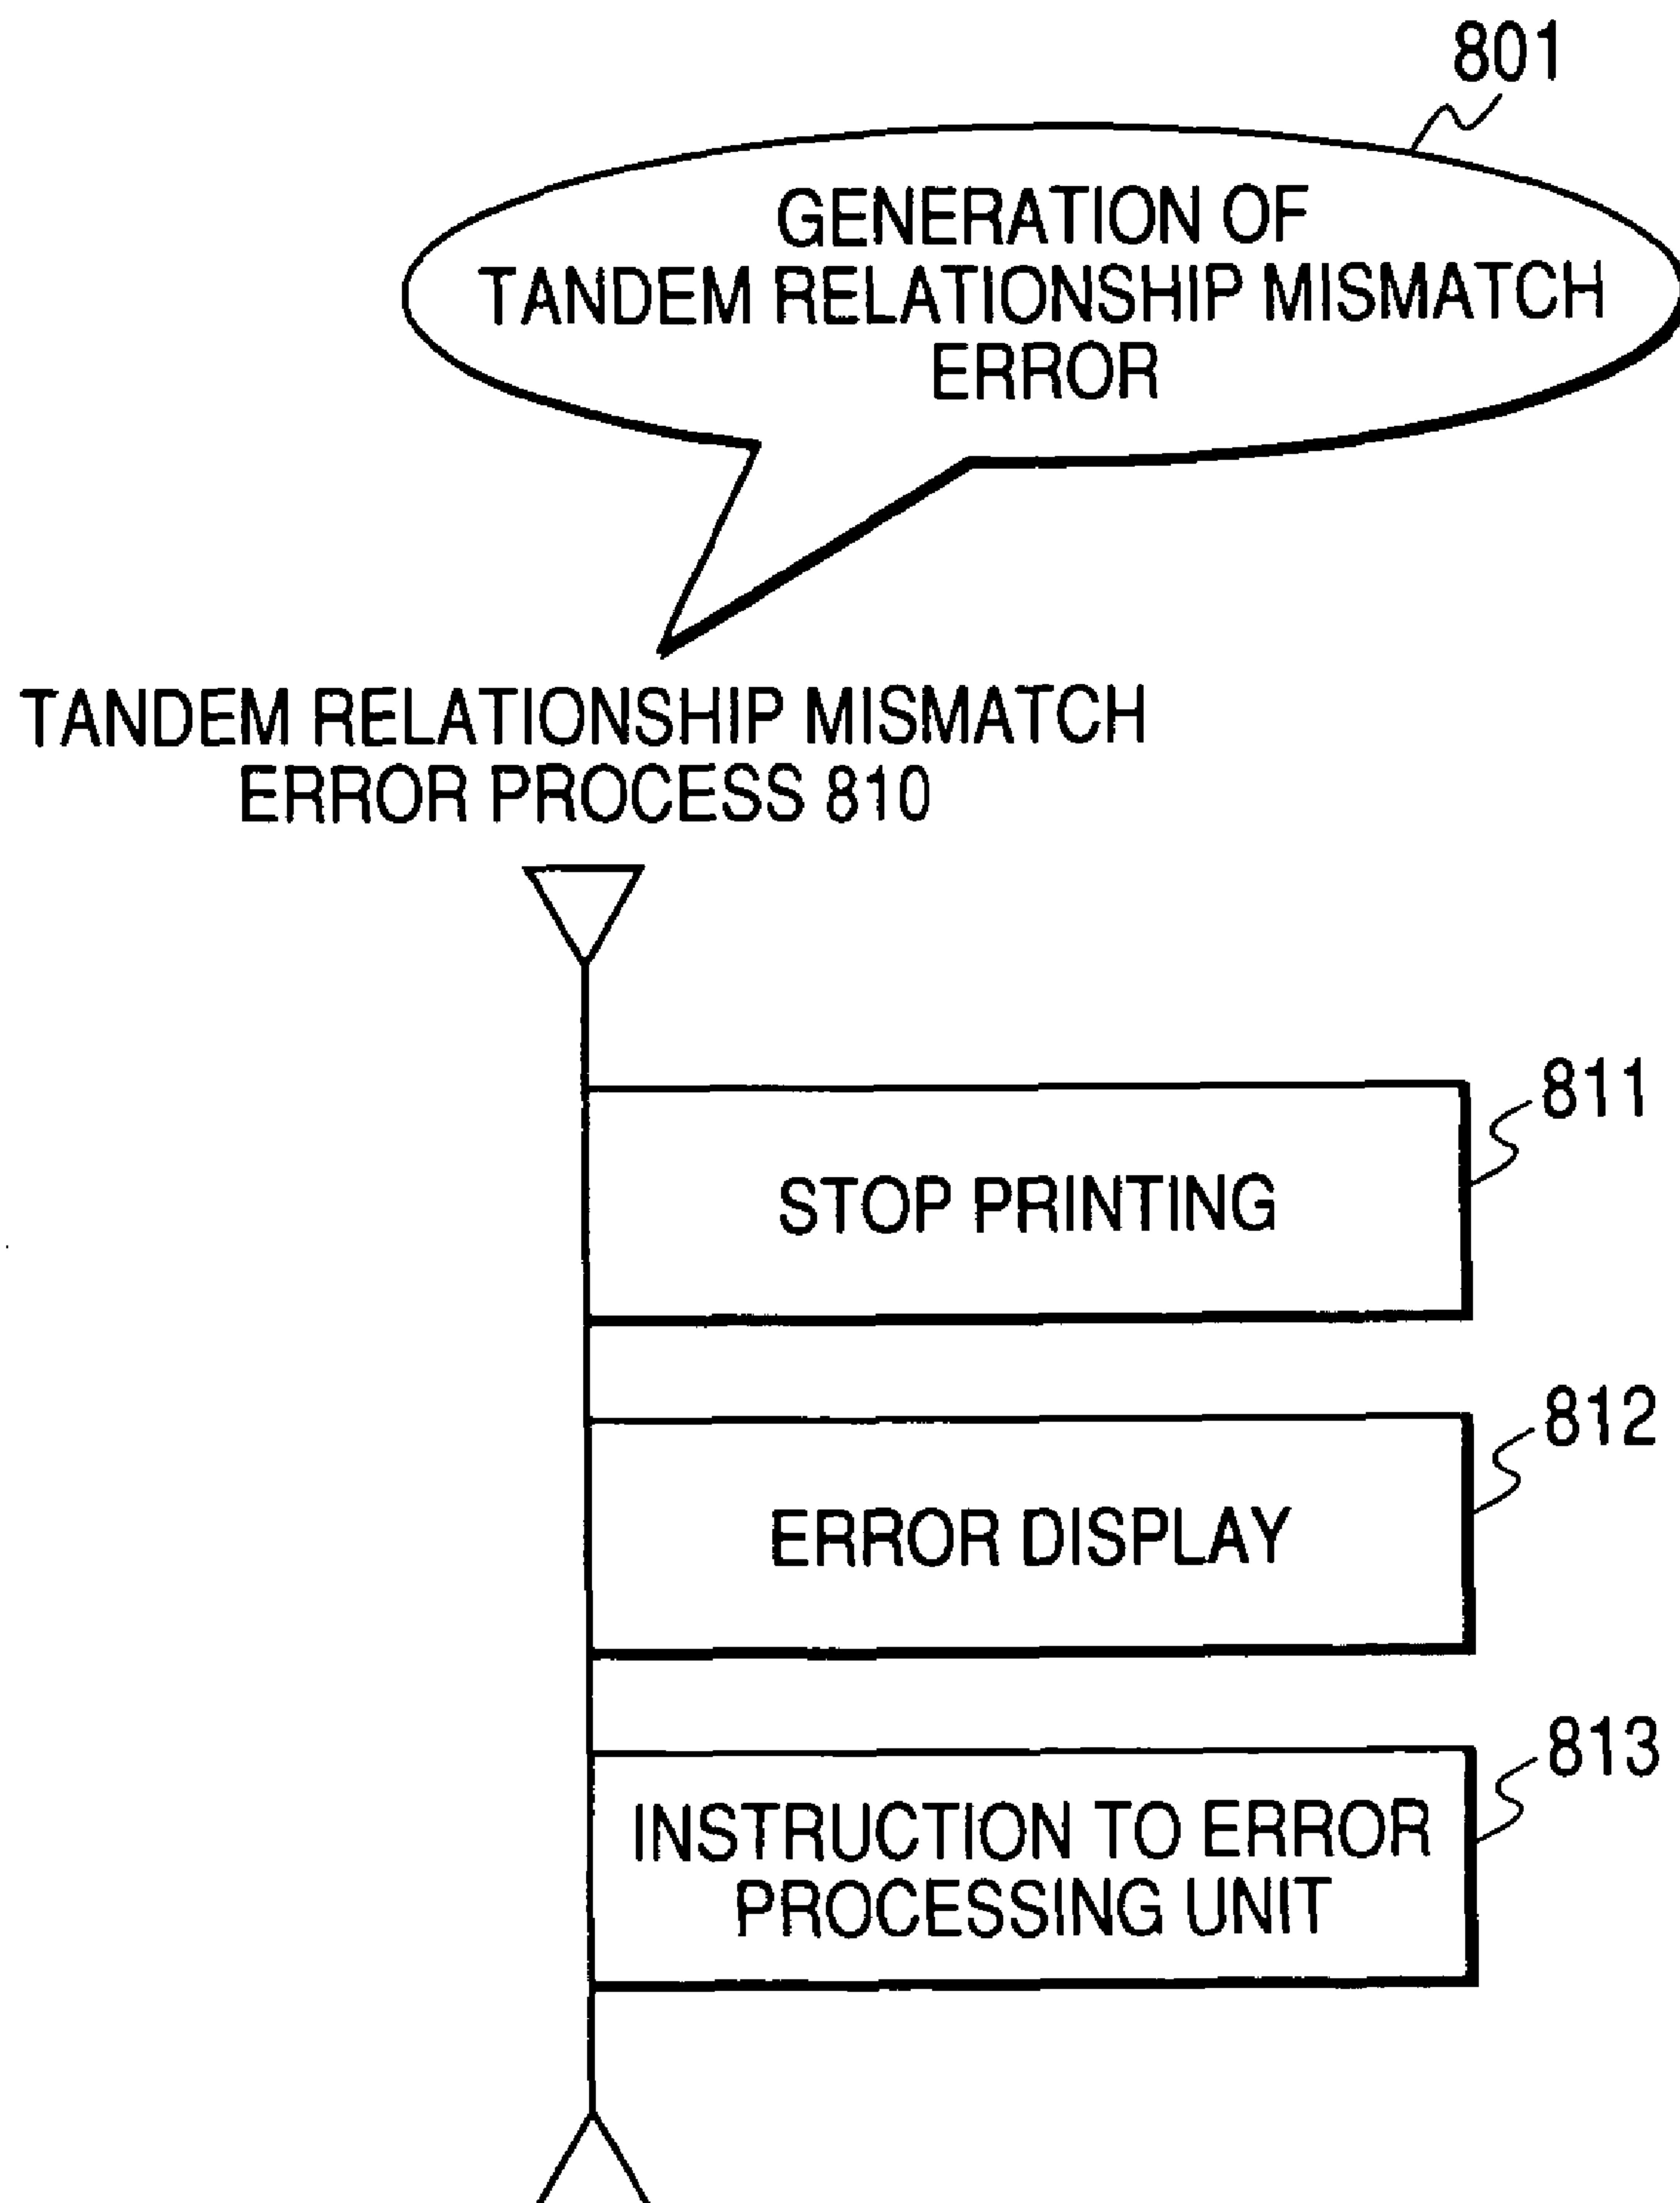 801
GENERATION OF
TANDEM RELATIONSHIP MISMATCH
ERROR
TANDEM RELATIONSHIP MISMATCH
ERROR PROCESS 810
811
STOP PRINTING
812
ERROR DISPLAY
813
INSTRUCTION TO ERROR
PROCESSING UNIT